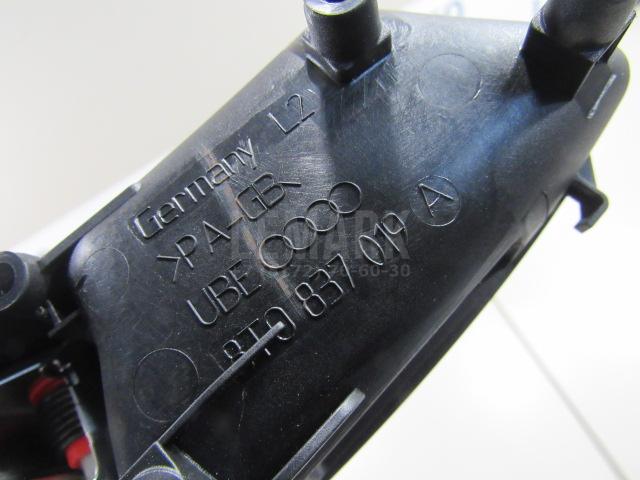 Germany L2
>PA-GB<
UBE
8T0 837 019 A